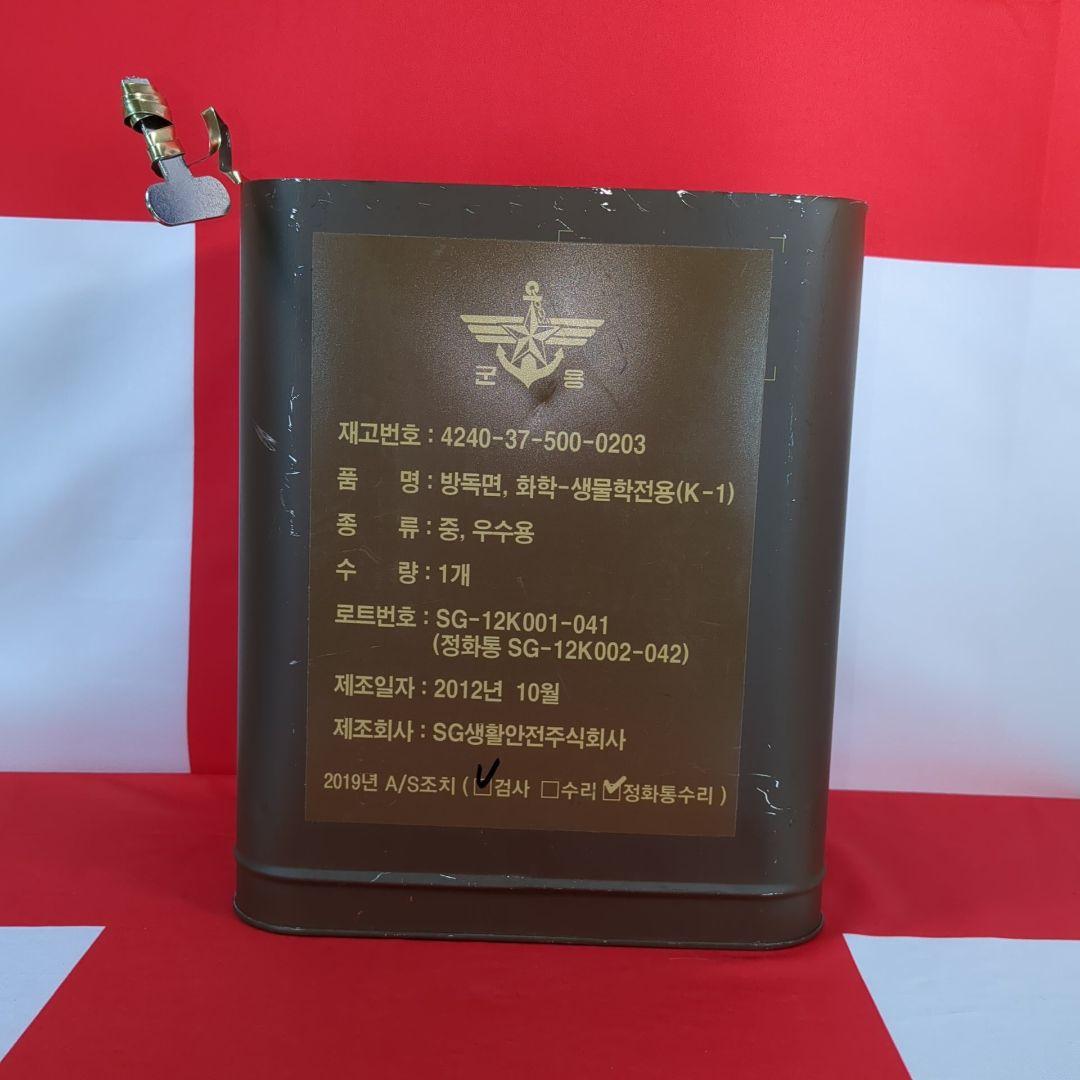 군 용
재고번호 : 4240-37-500-0203
품 명 : 방독면, 화학-생물학전용(K-1)
종 류 : 중, 우수용
수 량 : 1개
로트번호 : SG-12K001-041
(정화통 SG-12K002-042)
제조일자 : 2012년 10월
제조회사 : SG생활안전주식회사
2019년 A/S조치 ( ☑검사 □수리 ☑정화통수리 )